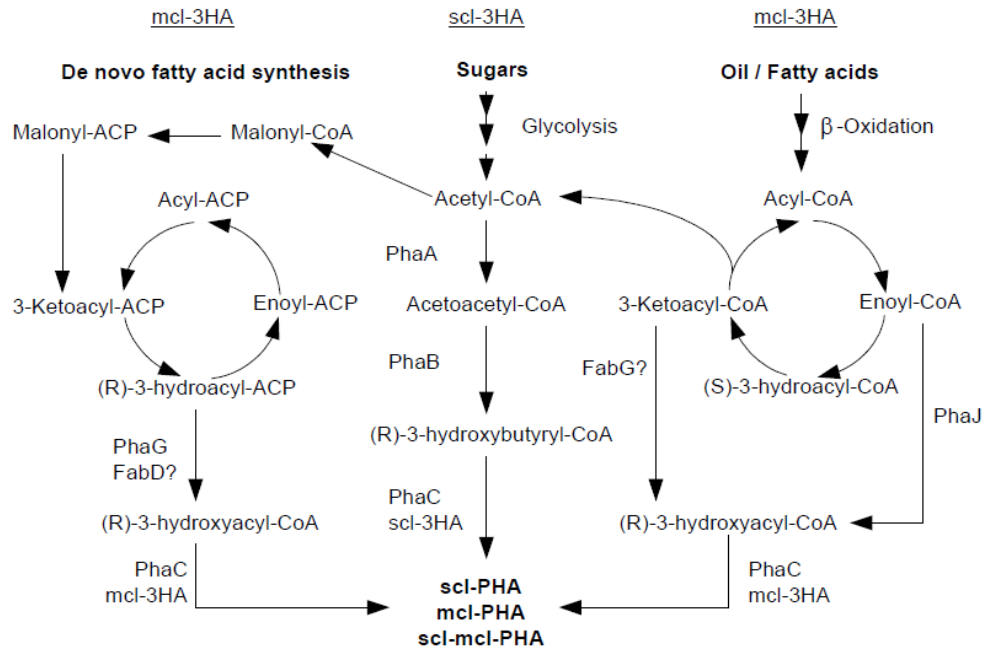 mcl-3HA
scl-3HA
mcl-3HA
De novo fatty acid synthesis
Sugars
Oil / Fatty acids
Malonyl-ACP
Malonyl-CoA
Glycolysis
β-Oxidation
Acyl-ACP
Acetyl-CoA
Acyl-CoA
PhaA
3-Ketoacyl-ACP
Enoyl-ACP
Acetoacetyl-CoA
3-Ketoacyl-CoA
Enoyl-CoA
PhaB
FabG?
(R)-3-hydroacyl-ACP
(S)-3-hydroacyl-CoA
PhaJ
PhaG
FabD?
(R)-3-hydroxybutyryl-CoA
PhaC
scl-3HA
(R)-3-hydroxyacyl-CoA
(R)-3-hydroxyacyl-CoA
PhaC
mcl-3HA
PhaC
mcl-3HA
scl-PHA
mcl-PHA
scl-mcl-PHA